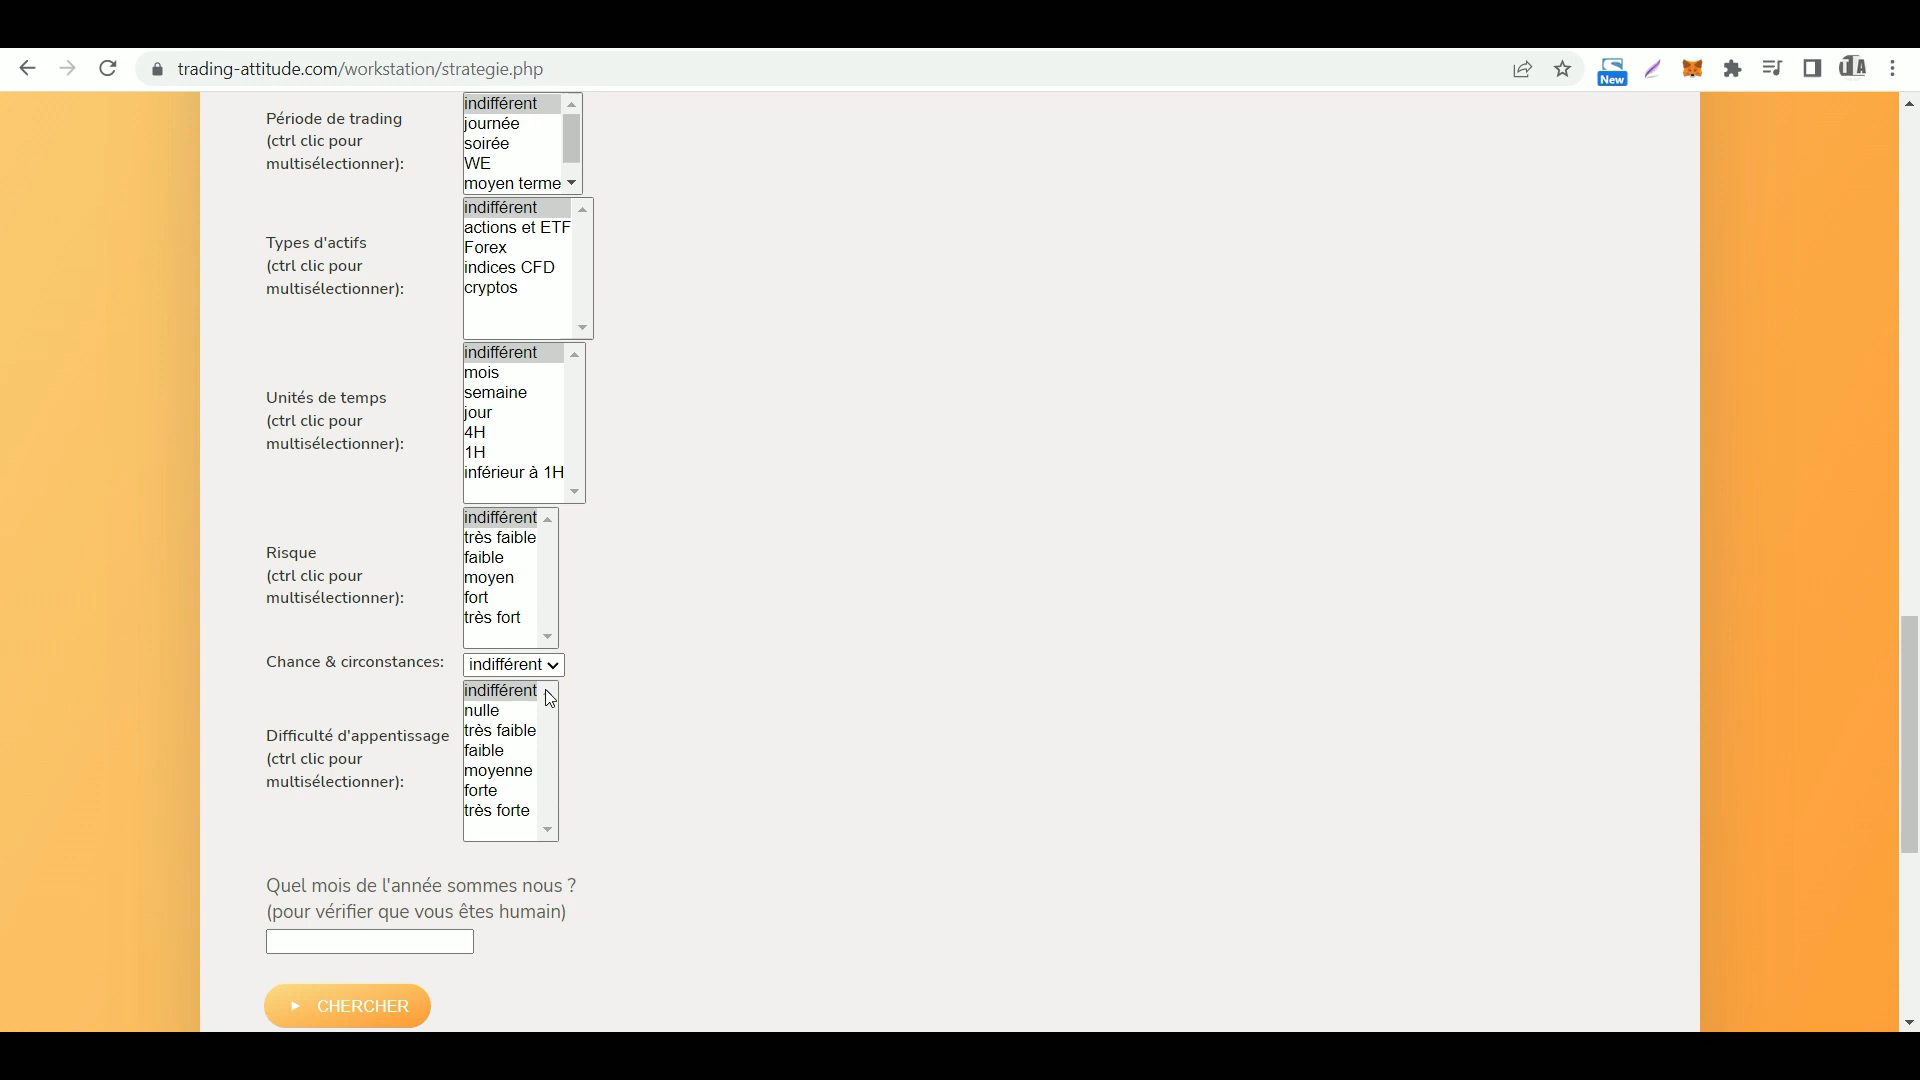 trading-attitude.com/workstation/strategie.php
New
Période de trading
(ctrl clic pour
multisélectionner):
indifférent
journée
soirée
WE
moyen terme
Types d'actifs
(ctrl clic pour
multisélectionner):
indifférent
actions et ETF
Forex
indices CFD
cryptos
Unités de temps
(ctrl clic pour
multisélectionner):
indifférent
mois
semaine
jour
4H
1H
inférieur à 1H
Risque
(ctrl clic pour
multisélectionner):
indifférent
très faible
faible
moyen
fort
très fort
Chance & circonstances:
indifférent
Difficulté d'appentissage
(ctrl clic pour
multisélectionner):
indifférent
nulle
très faible
faible
moyenne
forte
très forte
Quel mois de l'année sommes nous ?
(pour vérifier que vous êtes humain)
CHERCHER